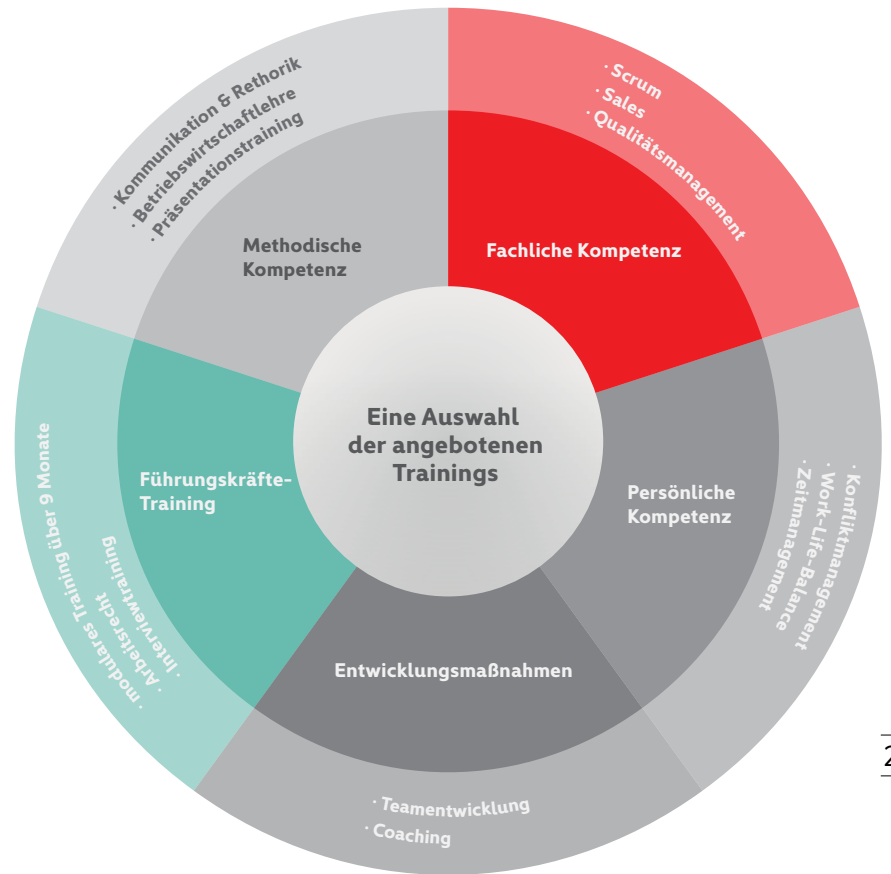 Eine Auswahl
der angebotenen
Trainings
Fachliche Kompetenz
· Scrum
· Sales
· Qualitätsmanagement
Persönliche
Kompetenz
· Konfliktmanagement
· Work-Life-Balance
· Zeitmanagement
Entwicklungsmaßnahmen
· Teamentwicklung
· Coaching
Führungskräfte-
Training
· modulares Training über 9 Monate
· Arbeitsrecht
· Interviewtraining
Methodische
Kompetenz
· Kommunikation & Rethorik
· Betriebswirtschaftlehre
· Präsentationstraining
2